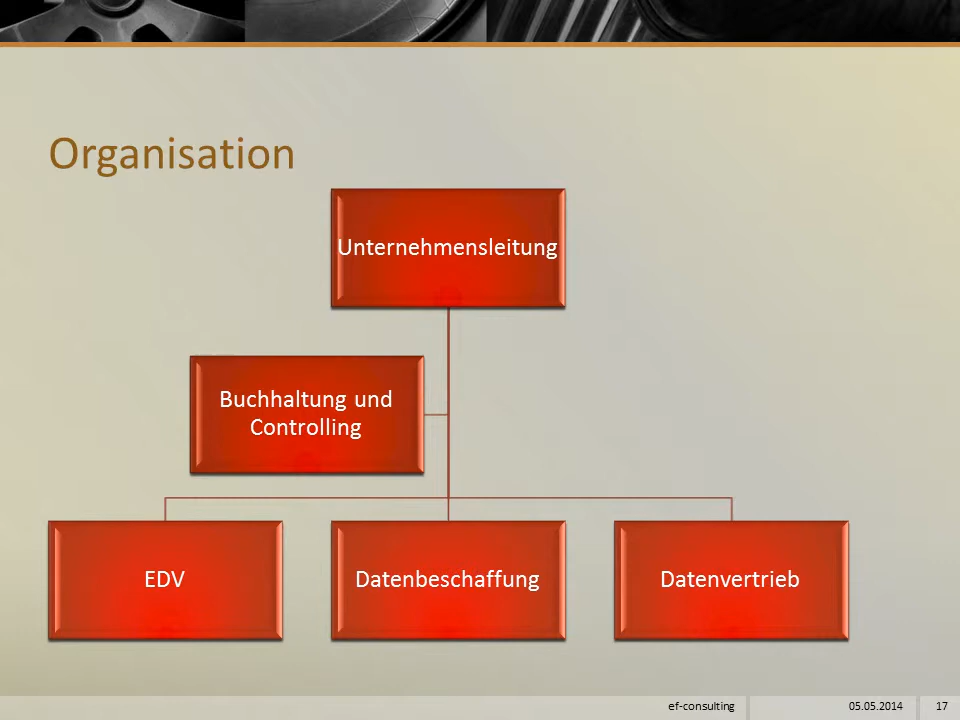 Organisation
Unternehmensleitung
Buchhaltung und
Controlling
EDV
Datenbeschaffung
Datenvertrieb
ef-consulting
05.05.2014
17